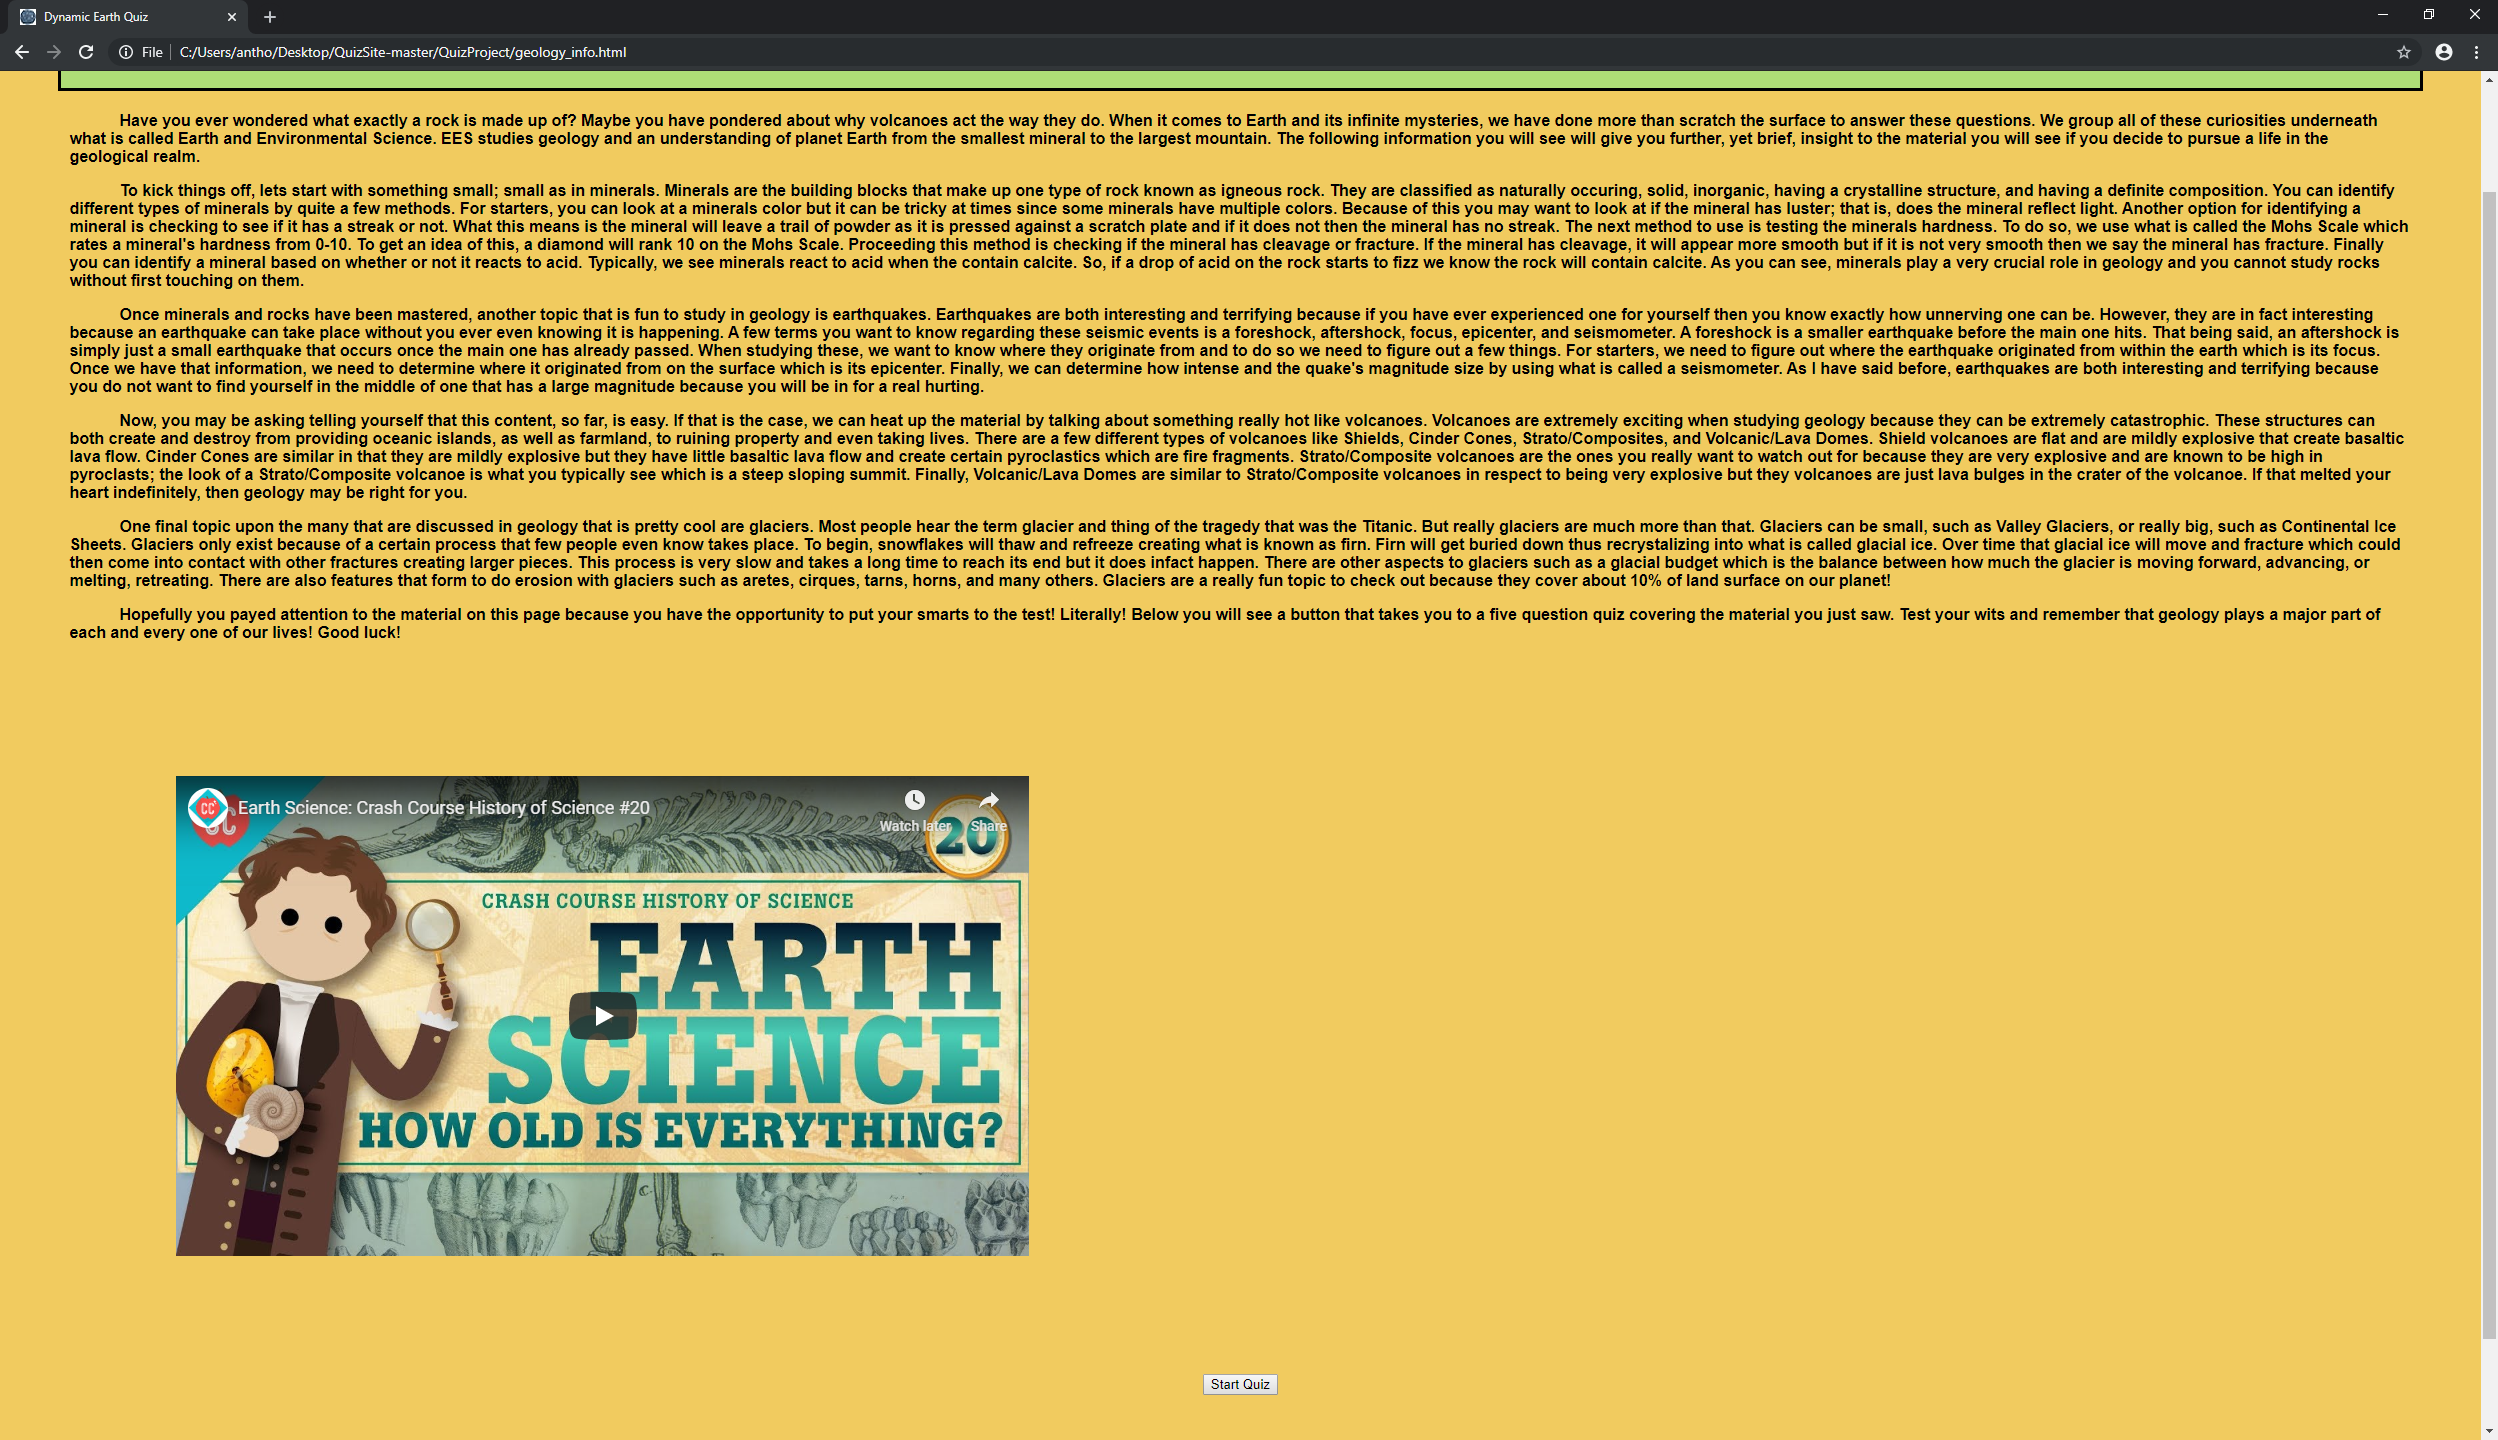 Dynamic Earth Quiz
File
C:/Users/antho/Desktop/QuizSite-master/QuizProject/geology_info.html
Have you ever wondered what exactly a rock is made up of? Maybe you have pondered about why volcanoes act the way they do. When it comes to Earth and its infinite mysteries, we have done more than scratch the surface to answer these questions. We group all of these curiosities underneath
what is called Earth and Environmental Science. EES studies geology and an understanding of planet Earth from the smallest mineral to the largest mountain. The following information you will see will give you further, yet brief, insight to the material you will see if you decide to pursue a life in the
geological realm.
To kick things off, lets start with something small; small as in minerals. Minerals are the building blocks that make up one type of rock known as igneous rock. They are classified as naturally occuring, solid, inorganic, having a crystalline structure, and having a definite composition. You can identify
different types of minerals by quite a few methods. For starters, you can look at a minerals color but it can be tricky at times since some minerals have multiple colors. Because of this you may want to look at if the mineral has luster; that is, does the mineral reflect light. Another option for identifying a
mineral is checking to see if it has a streak or not. What this means is the mineral will leave a trail of powder as it is pressed against a scratch plate and if it does not then the mineral has no streak. The next method to use is testing the minerals hardness. To do so, we use what is called the Mohs Scale which
rates a mineral's hardness from 0-10. To get an idea of this, a diamond will rank 10 on the Mohs Scale. Proceeding this method is checking if the mineral has cleavage or fracture. If the mineral has cleavage, it will appear more smooth but if it is not very smooth then we say the mineral has fracture. Finally
you can identify a mineral based on whether or not it reacts to acid. Typically, we see minerals react to acid when the contain calcite. So, if a drop of acid on the rock starts to fizz we know the rock will contain calcite. As you can see, minerals play a very crucial role in geology and you cannot study rocks
without first touching on them.
Once minerals and rocks have been mastered, another topic that is fun to study in geology is earthquakes. Earthquakes are both interesting and terrifying because if you have ever experienced one for yourself then you know exactly how unnerving one can be. However, they are in fact interesting
because an earthquake can take place without you ever even knowing it is happening. A few terms you want to know regarding these seismic events is a foreshock, aftershock, focus, epicenter, and seismometer. A foreshock is a smaller earthquake before the main one hits. That being said, an aftershock is
simply just a small earthquake that occurs once the main one has already passed. When studying these, we want to know where they originate from and to do so we need to figure out a few things. For starters, we need to figure out where the earthquake originated from within the earth which is its focus.
Once we have that information, we need to determine where it originated from on the surface which is its epicenter. Finally, we can determine how intense and the quake's magnitude size by using what is called a seismometer. As I have said before, earthquakes are both interesting and terrifying because
you do not want to find yourself in the middle of one that has a large magnitude because you will be in for a real hurting.
Now, you may be asking telling yourself that this content, so far, is easy. If that is the case, we can heat up the material by talking about something really hot like volcanoes. Volcanoes are extremely exciting when studying geology because they can be extremely catastrophic. These structures can
both create and destroy from providing oceanic islands, as well as farmland, to ruining property and even taking lives. There are a few different types of volcanoes like Shields, Cinder Cones, Strato/Composites, and Volcanic/Lava Domes. Shield volcanoes are flat and are mildly explosive that create basaltic
lava flow. Cinder Cones are similar in that they are mildly explosive but they have little basaltic lava flow and create certain pyroclastics which are fire fragments. Strato/Composite volcanoes are the ones you really want to watch out for because they are very explosive and are known to be high in
pyroclasts; the look of a Strato/Composite volcano is what you typically see which is a steep sloping summit. Finally, Volcanic/Lava Domes are similar to Strato/Composite volcanoes in respect to being very explosive but they volcanoes are just lava bulges in the crater of the volcanoe. If that melted your
heart indefinitely, then geology may be right for you.
One final topic upon the many that are discussed in geology that is pretty cool are glaciers. Most people hear the term glacier and thing of the tragedy that was the Titanic. But really glaciers are much more than that. Glaciers can be small, such as Valley Glaciers, or really big, such as Continental Ice
Sheets. Glaciers only exist because of a certain process that few people even know takes place. To begin, snowflakes will thaw and refreeze creating what is known as firn. Firn will get buried down thus recrystalizing into what is called glacial ice. Over time that glacial ice will move and fracture which could
then come into contact with other fractures creating larger pieces. This process is very slow and takes a long time to reach its end but it does infact happen. There are other aspects to glaciers such as a glacial budget which is the balance between how much the glacier is moving forward, advancing, or
melting, retreating. There are also features that form to do erosion with glaciers such as aretes, cirques, tarns, horns, and many others. Glaciers are a really fun topic to check out because they cover about 10% of land surface on our planet!
Hopefully you payed attention to the material on this page because you have the opportunity to put your smarts to the test! Literally! Below you will see a button that takes you to a five question quiz covering the material you just saw. Test your wits and remember that geology plays a major part of
each and every one of our lives! Good luck!
CC
Earth Science: Crash Course History of Science #20
Watch later
Share
20
CRASH COURSE HISTORY OF SCIENCE
EARTH
SCIENCE
HOW OLD IS EVERYTHING?
Start Quiz